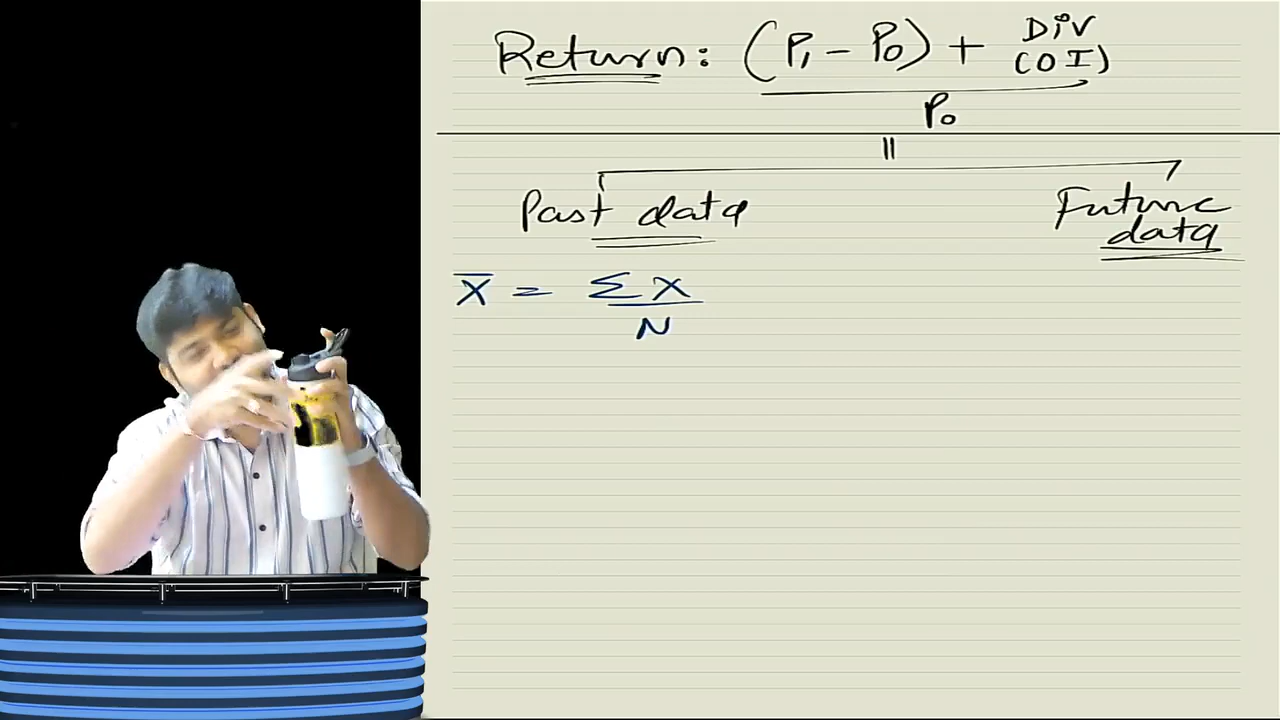 Return: (P₁ - P₀) + Div (OI)
P₀
||
Past data Future data
X̄ = ΣX
N